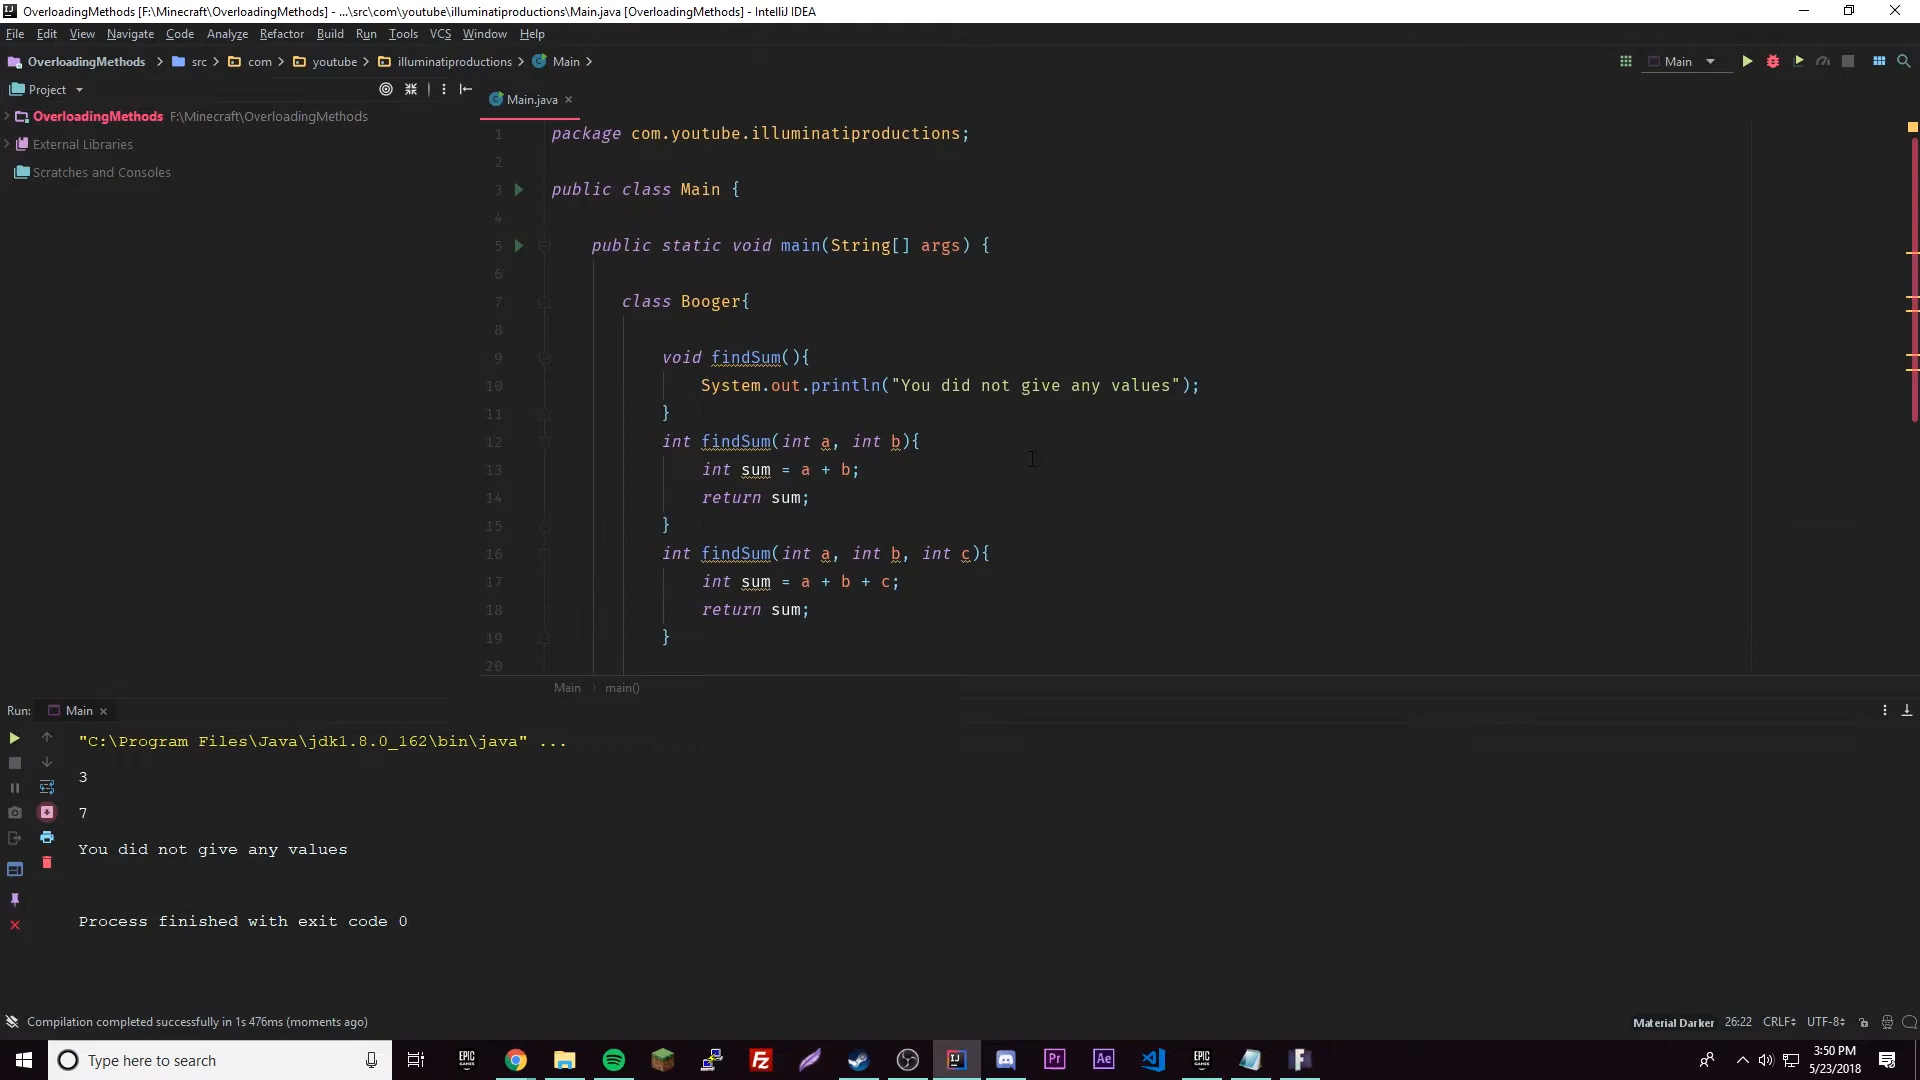 OverloadingMethods [F:\Minecraft\OverloadingMethods] - ...\src\com\youtube\illuminatiproductions\Main.java [OverloadingMethods] - IntelliJ IDEA
File Edit View Navigate Code Analyze Refactor Build Run Tools VCS Window Help
OverloadingMethods src com youtube illuminatiproductions Main Main
Project Main.java
OverloadingMethods F:\Minecraft\OverloadingMethods
External Libraries
Scratches and Consoles
1 package com.youtube.illuminatiproductions;
2
3 public class Main {
4
5 public static void main(String[] args) {
6
7 class Booger{
8
9 void findSum(){
10 System.out.println("You did not give any values");
11 }
12 int findSum(int a, int b){
13 int sum = a + b;
14 return sum;
15 }
16 int findSum(int a, int b, int c){
17 int sum = a + b + c;
18 return sum;
19 }
20
Main main()
Run: Main
"C:\Program Files\Java\jdk1.8.0_162\bin\java" ...
3
7
You did not give any values
Process finished with exit code 0
Compilation completed successfully in 1s 476ms (moments ago) Material Darker 26:22 CRLF UTF-8
Type here to search EPIC GAMES Fz IJ Pr Ae EPIC GAMES F 3:50 PM
5/23/2018